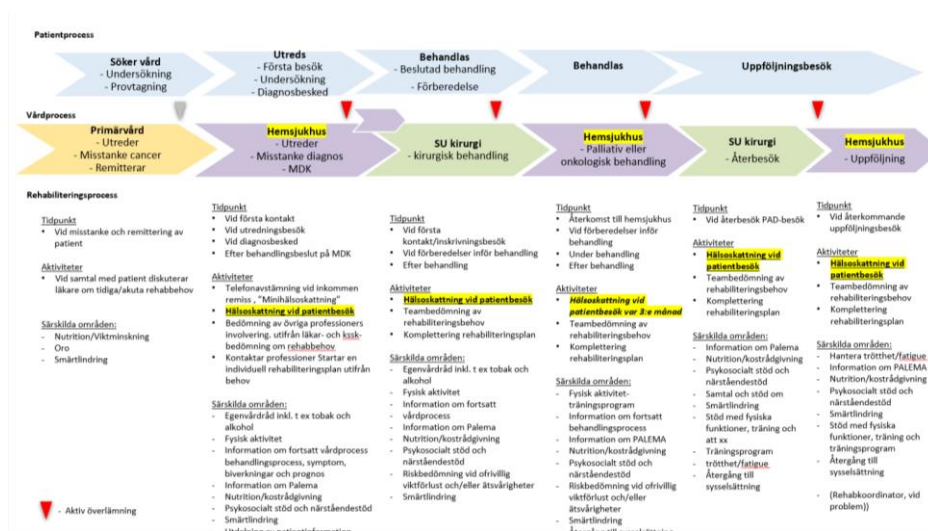 Patientprocess
Söker vård
- Undersökning
- Provtagning
Utreds
- Första besök
- Undersökning
- Diagnosbesked
Behandlas
- Beslutad behandling
- Förberedelse
Behandlas
Uppföljningsbesök
Vårdprocess
Primärvård
- Utreder
- Misstanke cancer
- Remitterar
Hemsjukhus
- Utreder
- Misstanke diagnos
- MDK
SU kirurgi
- kirurgisk behandling
Hemsjukhus
- Palliativ eller
onkologisk behandling
SU kirurgi
- Återbesök
Hemsjukhus
- Uppföljning
Rehabiliteringsprocess
Tidpunkt
• Vid misstanke och remittering av
patient
Aktiviteter
• Vid samtal med patient diskuterar
läkare om tidiga/akuta rehabbehov
Särskilda områden:
- Nutrition/Viktminskning
- Oro
- Smärtlindring
Tidpunkt
• Vid första kontakt
• Vid utredningsbesök
• Vid diagnosbesked
• Efter behandlingsbeslut på MDK
Aktiviteter
• Telefonavstämning vid inkommen
remiss , "Minihälsoskattning"
• Hälsoskattning vid patientbesök
• Bedömning av övriga professioners
involvering. utifrån läkar- och kssk-
bedömning om rehabbehov
• Kontaktar professioner Startar en
individuell rehabiliteringsplan utifrån
behov
Särskilda områden:
- Egenvårdråd inkl. t ex tobak och
alkohol
- Fysisk aktivitet
- Information om fortsatt vårdprocess
behandlingsprocess, symptom,
biverkningar och prognos
- Information om Palema
- Nutrition/kostrådgivning
- Psykosocialt stöd och närståendestöd
- Smärtlindring
- Utdelning av patientinformation
Tidpunkt
• Vid första
kontakt/inskrivningsbesök
• Vid förberedelser inför behandling
• Efter behandling
Aktiviteter
• Hälsoskattning vid patientbesök
• Teambedömning av
rehabiliteringsbehov
• Komplettering rehabiliteringsplan
Särskilda områden:
- Egenvårdråd inkl. t ex tobak och
alkohol
- Fysisk aktivitet
- Information om fortsatt
- vårdprocess
- Information om Palema
- Nutrition/kostrådgivning
- Psykosocialt stöd och
närståendestöd
- Riskbedömning vid ofrivillig
viktförlust och/eller ätsvårigheter
- Smärtlindring
Tidpunkt
• Återkomst till hemsjukhus
• Vid förberedelser inför
behandling
• Under behandling
• Efter behandling
Aktiviteter
• Hälsoskattning vid
patientbesök var 3:e månad
• Teambedömning av
rehabiliteringsbehov
• Komplettering
rehabiliteringsplan
Särskilda områden:
- Fysisk aktivitet-
träningsprogram
- Information om fortsatt
behandlingsprocess
- Information om PALEMA
- Nutrition/kostrådgivning
- Psykosocialt stöd och
närståendestöd
- Riskbedömning vid ofrivillig
viktförlust och/eller
ätsvårigheter
- Smärtlindring
Tidpunkt
• Vid återbesök PAD-besök
Aktiviteter
• Hälsoskattning vid
patientbesök
• Teambedömning av
rehabiliteringsbehov
• Komplettering
rehabiliteringsplan
Särskilda områden:
- Information om Palema
- Nutrition/kostrådgivning
- Psykosocialt stöd och
närståendestöd
- Samtal och stöd om
- Smärtlindring
- Stöd med fysiska
funktioner, träning och
att xx
- Träningsprogram
- trötthet/fatigue
- Återgång till
sysselsättning
Tidpunkt
• Vid återkommande
uppföljningsbesök
Aktiviteter
• Hälsoskattning vid
patientbesök
• Teambedömning av
rehabiliteringsbehov
• Komplettering
rehabiliteringsplan
Särskilda områden:
- Hantera trötthet/fatigue
- Information om PALEMA
- Nutrition/kostrådgivning
- Psykosocialt stöd och
närståendestöd
- Smärtlindring
- Stöd med fysiska
funktioner, träning och
träningsprogram
- Återgång till
sysselsättning
- (Rehabkoordinator, vid
problem))
- Aktiv överlämning